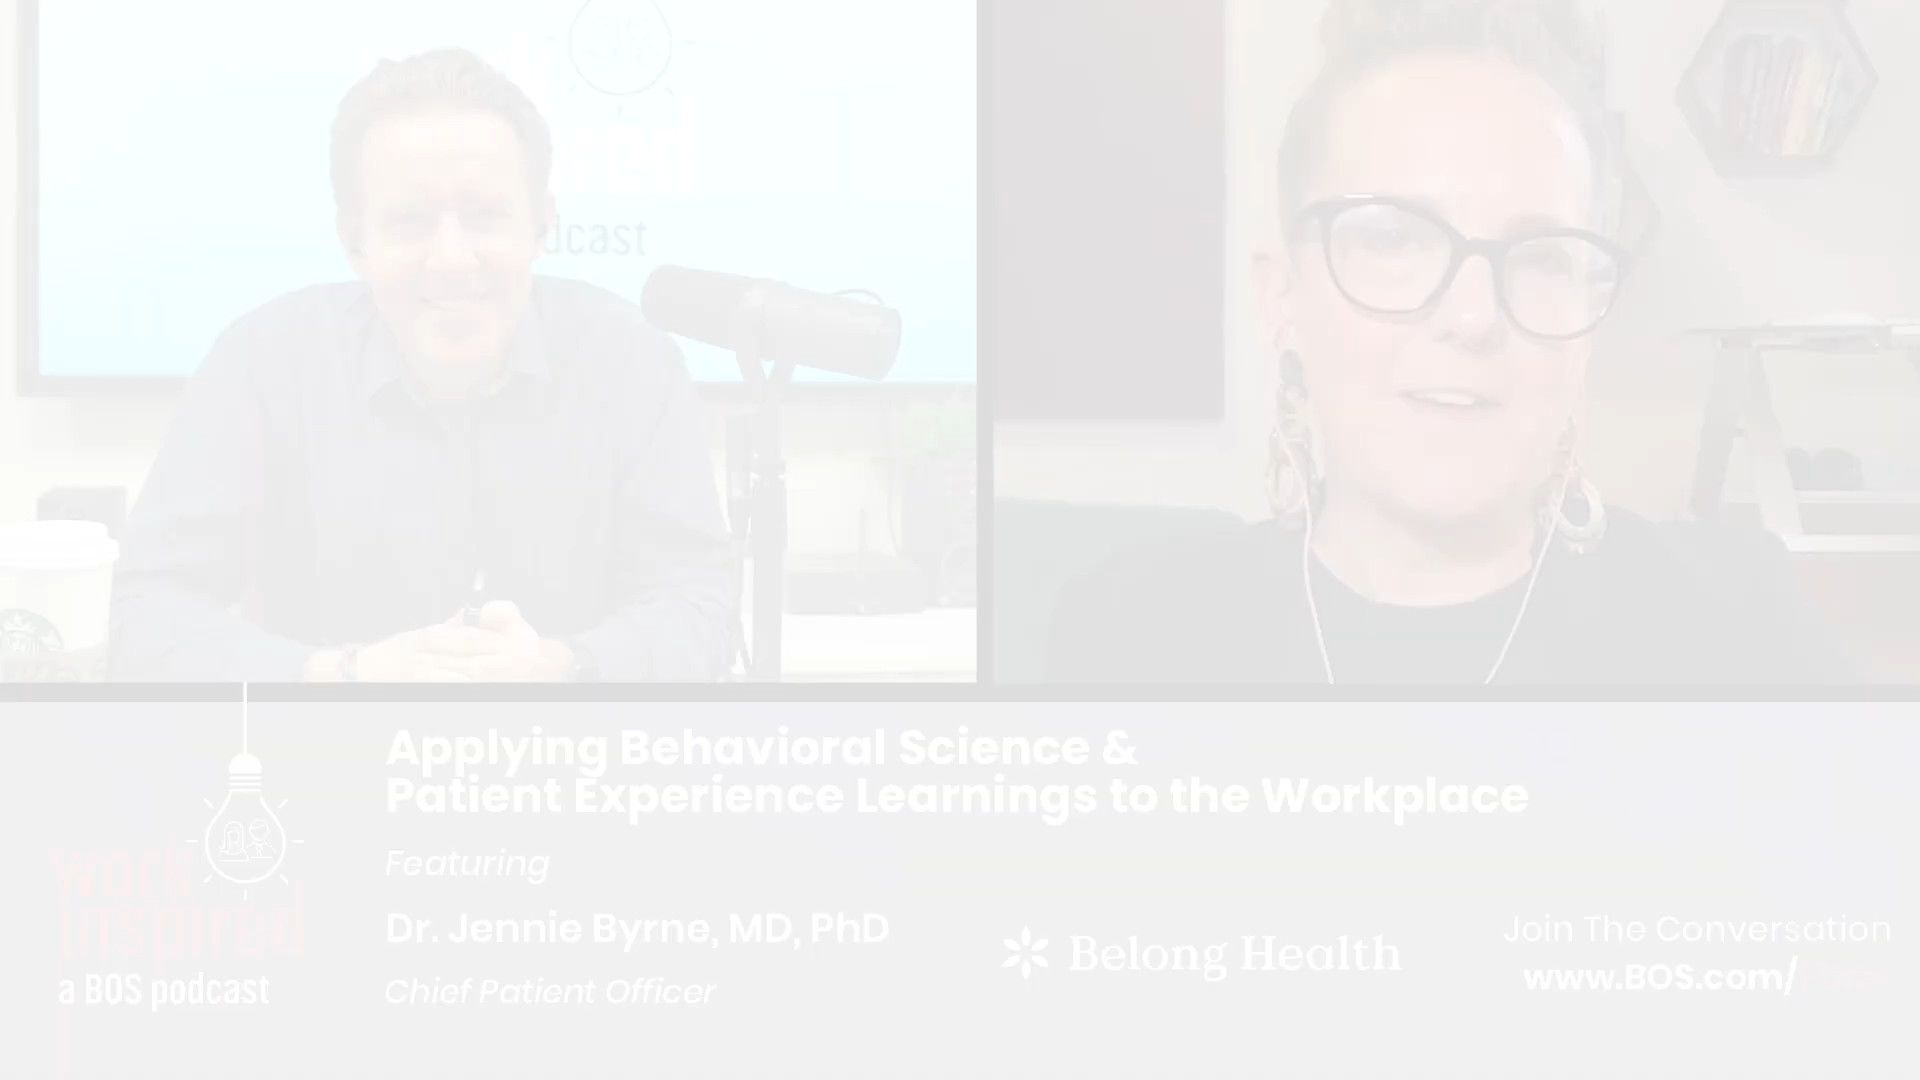 dcast
Applying Behavioral Science &
Patient Experience Learnings to the Workplace
Featuring
Dr. Jennie Byrne, MD, PhD
Chief Patient Officer
work
inspired
a BOS podcast
Belong Health
Join The Conversation
www.BOS.com/